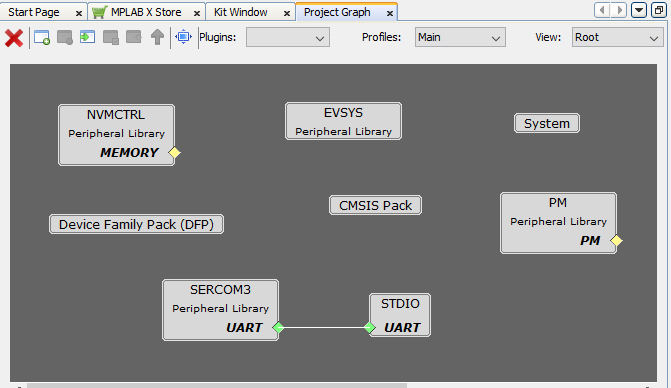 Start Page
MPLAB X Store
Kit Window
Project Graph
Plugins:
Profiles:
Main
View:
Root
NVMCTRL
Peripheral Library
MEMORY
EVSYS
Peripheral Library
System
Device Family Pack (DFP)
CMSIS Pack
PM
Peripheral Library
PM
SERCOM3
Peripheral Library
UART
STDIO
UART